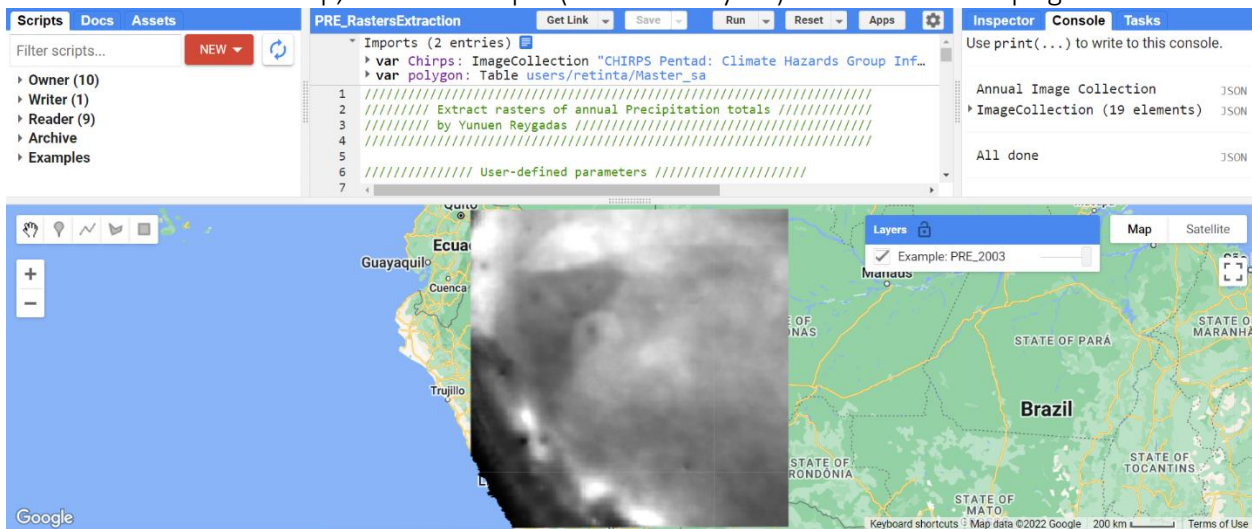 Scripts Docs Assets
Filter scripts...
NEW
Owner (10)
Writer (1)
Reader (9)
Archive
Examples
PRE_RastersExtraction
Get Link Save Run Reset Apps
Imports (2 entries)
var Chirps: ImageCollection "CHIRPS Pentad: Climate Hazards Group Inf...
var polygon: Table users/retinta/Master_sa
1 //////////////////////////////////////////////////////////////////////
2 ///////// Extract rasters of annual Precipitation totals /////////////
3 ///////// by Yunuen Reygadas /////////////////////////////////////////
4 //////////////////////////////////////////////////////////////////////
5
6 /////////////// User-defined parameters /////////////////////
7
Inspector Console Tasks
Use print(...) to write to this console.
Annual Image Collection JSON
ImageCollection (19 elements) JSON
All done JSON
Layers
Example: PRE_2003
Map Satellite
Quito
Ecua
Guayaquil
Cuenca
Trujillo
Manaus
STATE OF PARÁ
STATE O
MARANHÃ
Brazil
STATE OF
RONDÔNIA
STATE OF
TOCANTINS
STATE OF
MATO
Google
Keyboard shortcuts Map data ©2022 Google 200 km Terms of Use